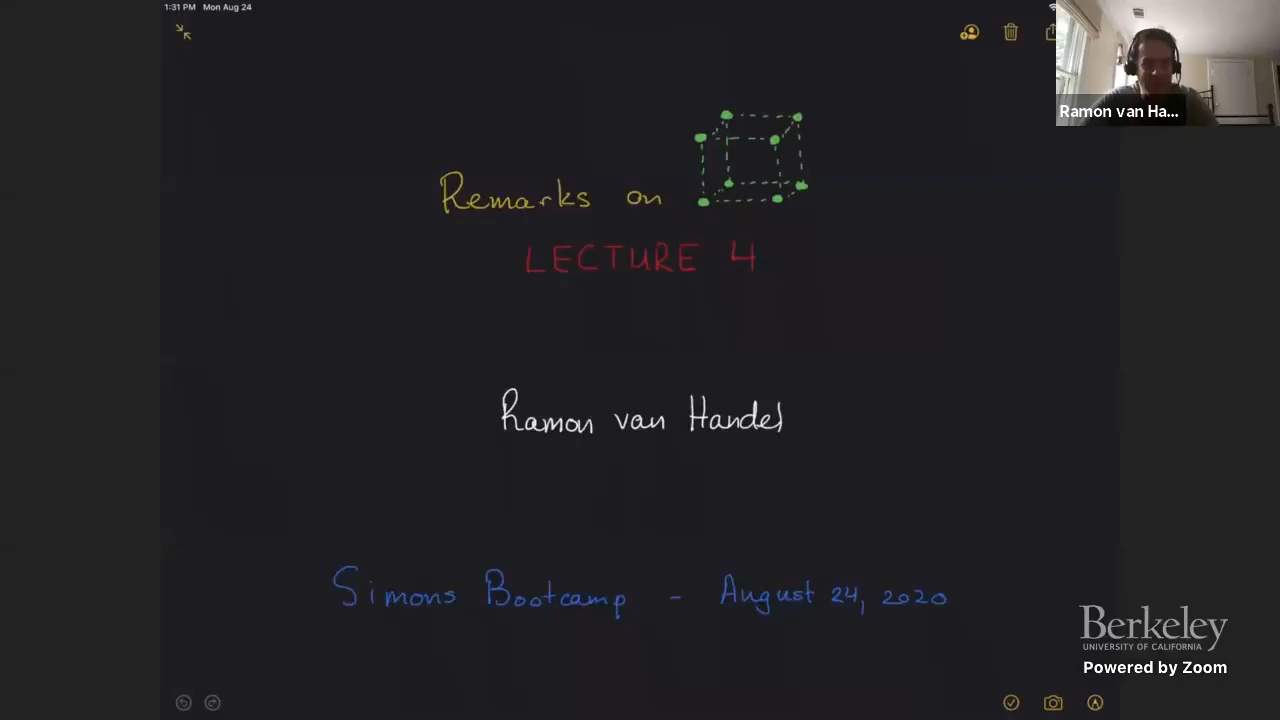 1:31 PM Mon Aug 24
Ramon van Ha...
Remarks on
LECTURE 4
Ramon van Handel
Simons Bootcamp - August 24, 2020
Berkeley
UNIVERSITY OF CALIFORNIA
Powered by Zoom